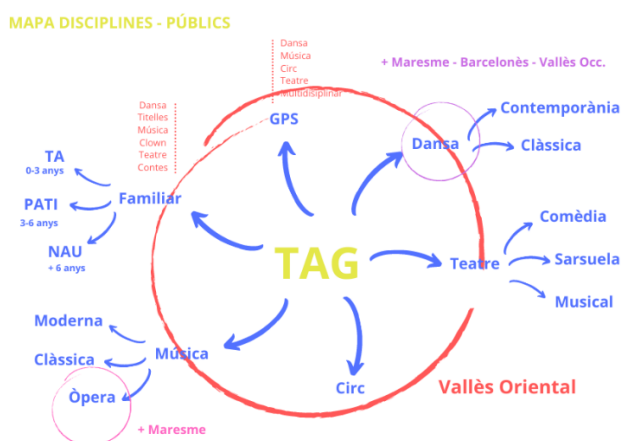 MAPA DISCIPLINES - PÚBLICS
Dansa
Música
Circ
Teatre
Multidisiplinar
GPS
+ Maresme - Barcelonès - Vallès Occ.
Dansa
Contemporània
Clàssica
Dansa
Titelles
Música
Clown
Teatre
Contes
Familiar
TA
0-3 anys
PATI
3-6 anys
NAU
+ 6 anys
TAG
Teatre
Comèdia
Sarsuela
Musical
Música
Moderna
Clàssica
Òpera
+ Maresme
Circ
Vallès Oriental